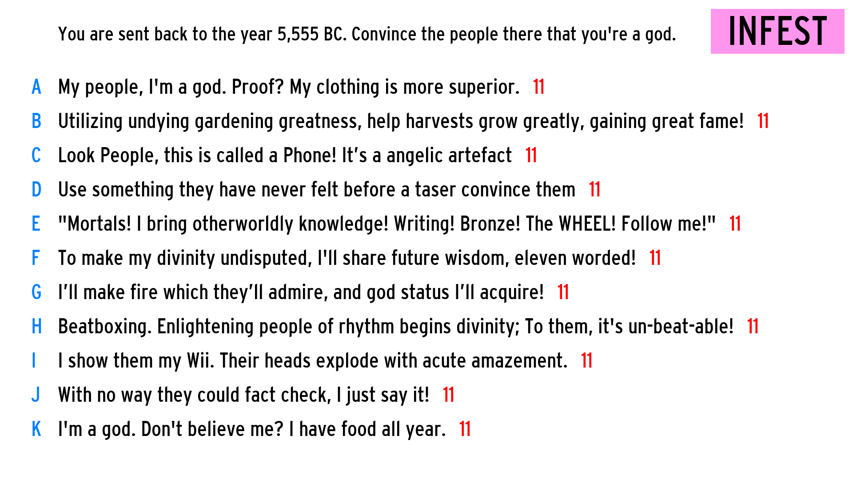 You are sent back to the year 5,555 BC. Convince the people there that you're a god.
INFEST
A My people, I'm a god. Proof? My clothing is more superior. 11
B Utilizing undying gardening greatness, help harvests grow greatly, gaining great fame! 11
C Look People, this is called a Phone! It’s a angelic artefact 11
D Use something they have never felt before a taser convince them 11
E "Mortals! I bring otherworldly knowledge! Writing! Bronze! The WHEEL! Follow me!" 11
F To make my divinity undisputed, I'll share future wisdom, eleven worded! 11
G I’ll make fire which they’ll admire, and god status I’ll acquire! 11
H Beatboxing. Enlightening people of rhythm begins divinity; To them, it's un-beat-able! 11
I I show them my Wii. Their heads explode with acute amazement. 11
J With no way they could fact check, I just say it! 11
K I'm a god. Don't believe me? I have food all year. 11